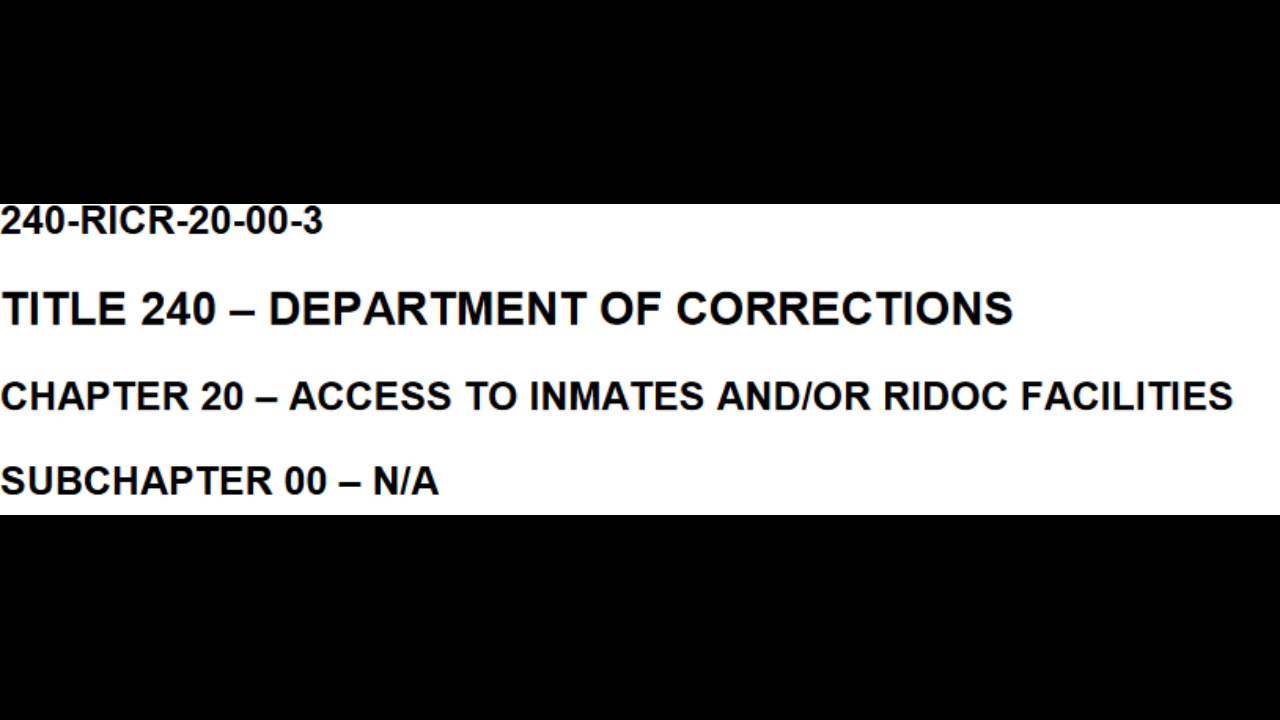 240-RICR-20-00-3
TITLE 240 – DEPARTMENT OF CORRECTIONS
CHAPTER 20 – ACCESS TO INMATES AND/OR RIDOC FACILITIES
SUBCHAPTER 00 – N/A